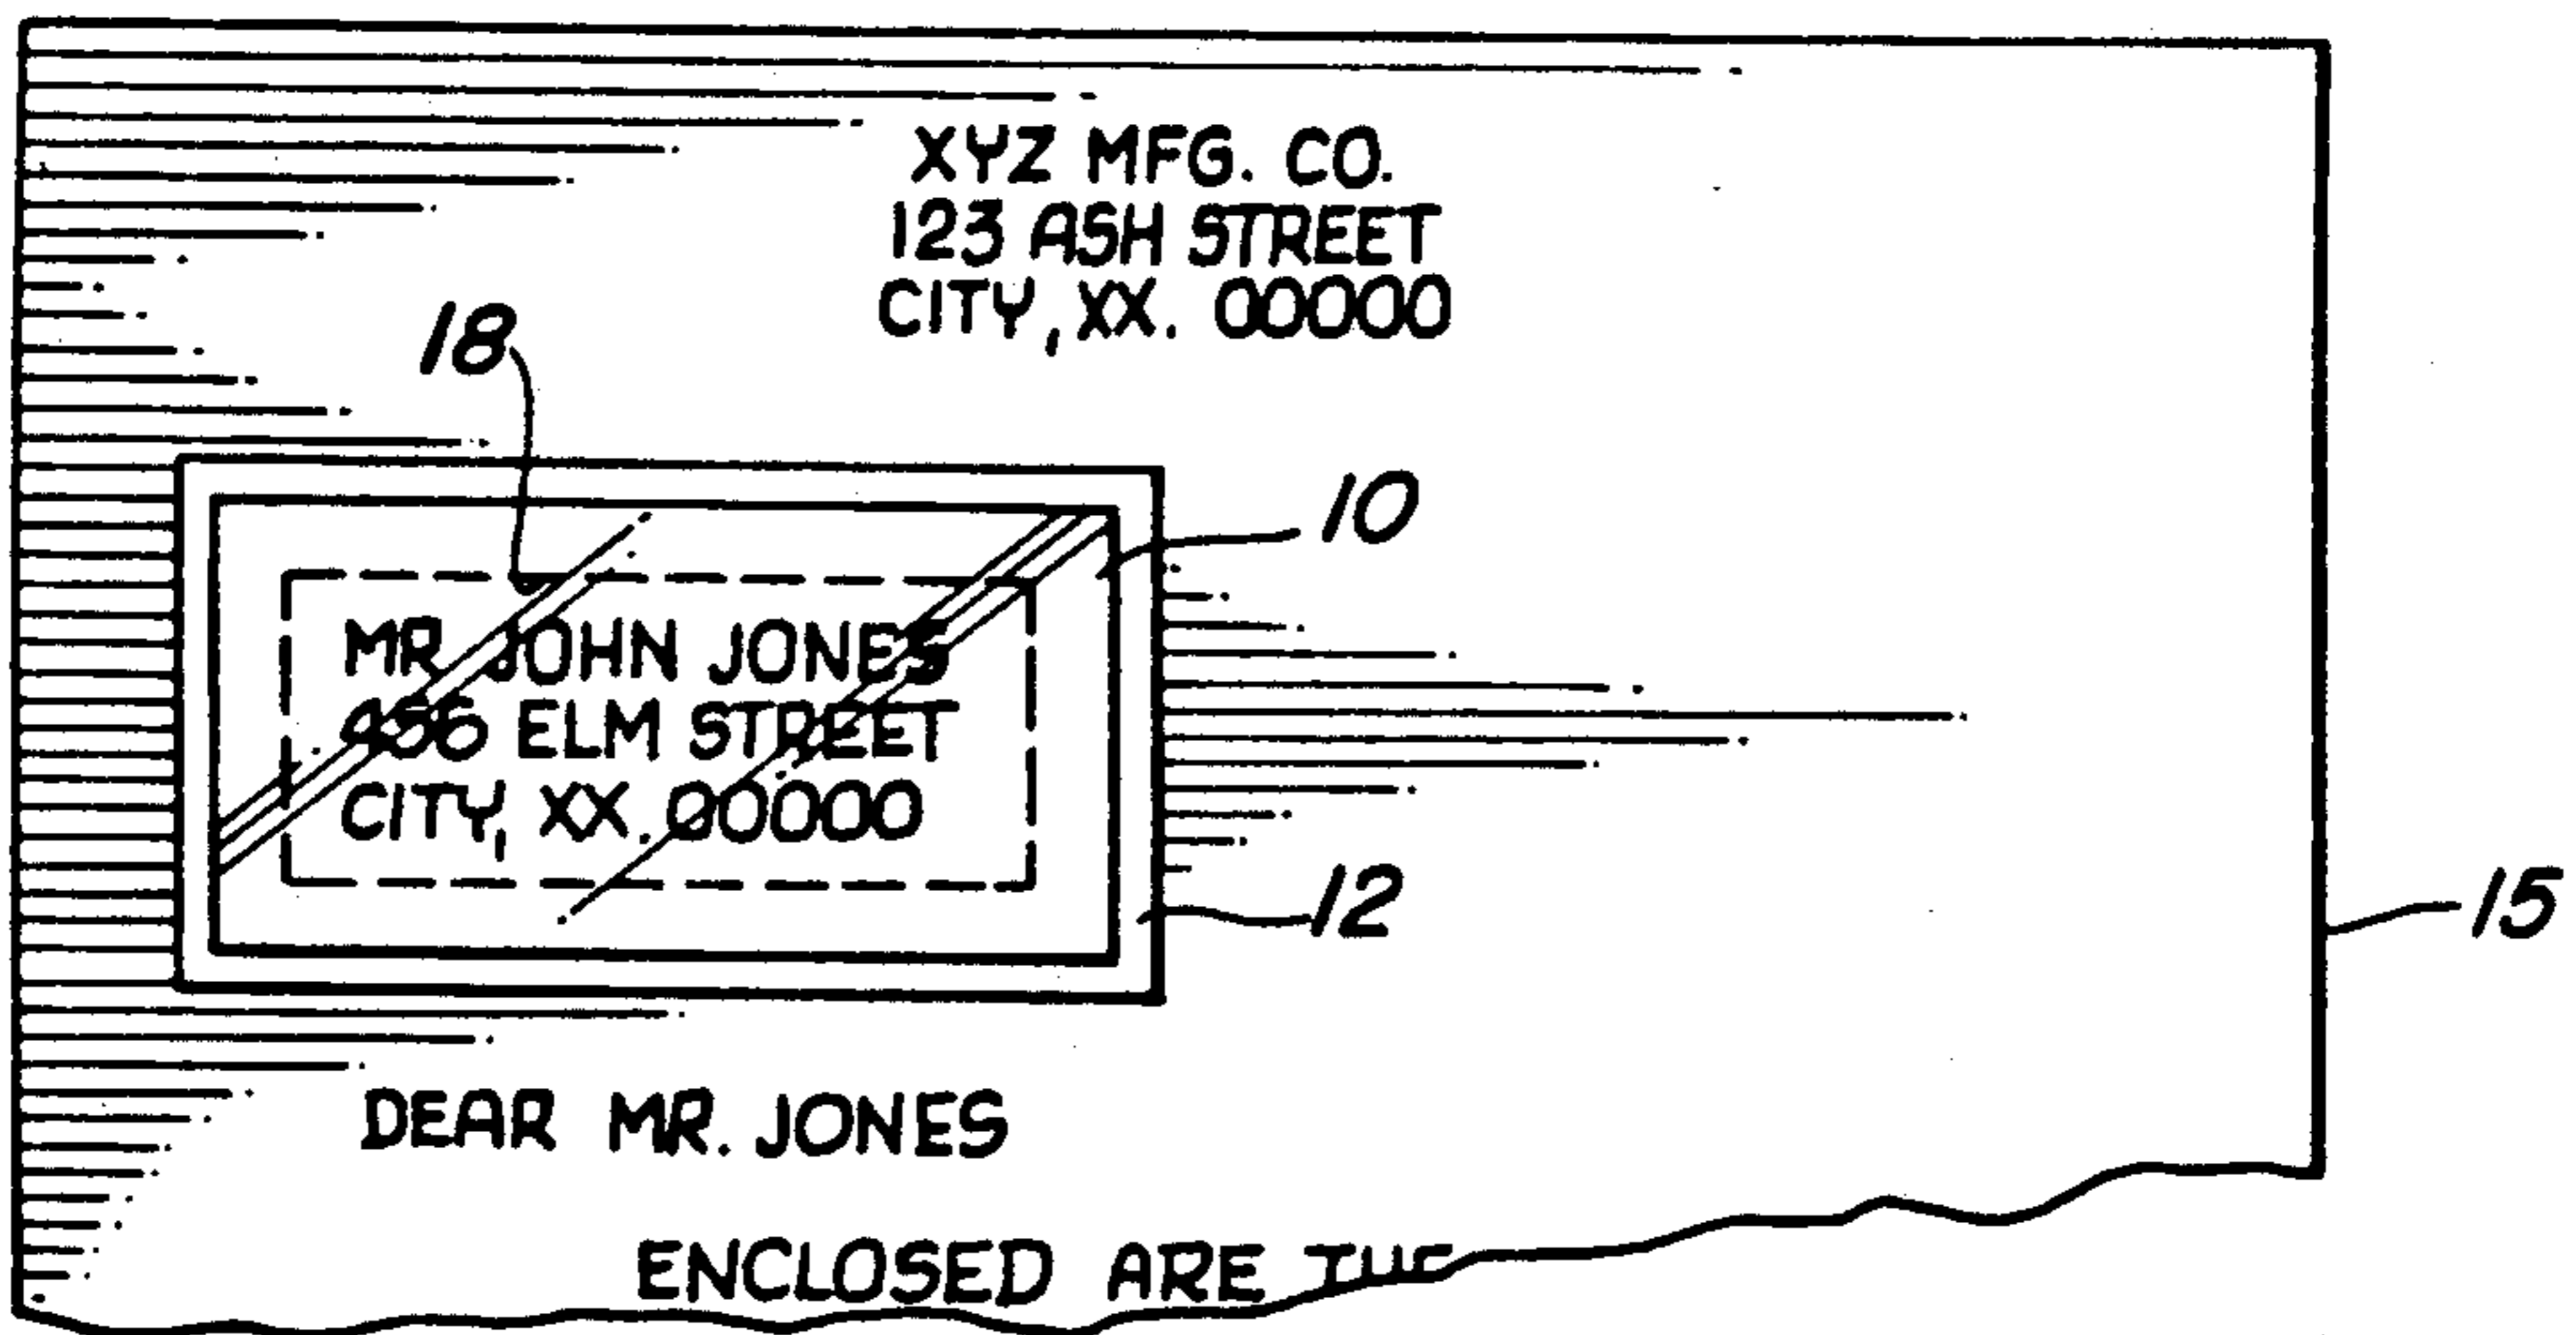 XYZ MFG. CO.
123 ASH STREET
CITY, XX. 00000
18
10
MR. JOHN JONES
456 ELM STREET
CITY, XX. 00000
12
15
DEAR MR. JONES
ENCLOSED ARE THE